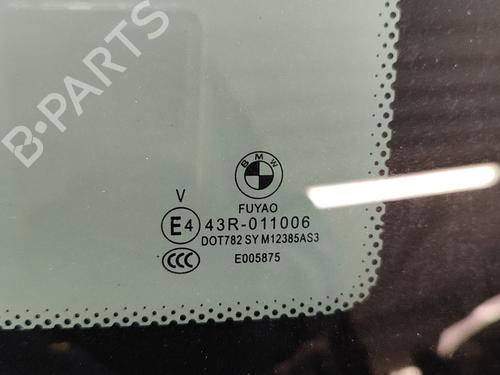 B-PARTS
BMW
FUYAO
V
E4 43R-011006
DOT782 SY M12385AS3
CCC E005875